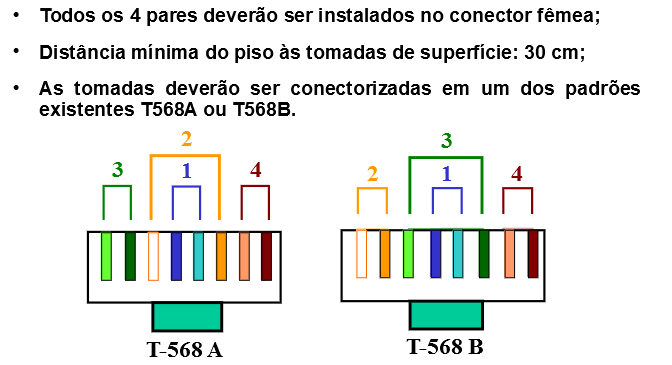 • Todos os 4 pares deverão ser instalados no conector fêmea;
• Distância mínima do piso às tomadas de superfície: 30 cm;
• As tomadas deverão ser conectorizadas em um dos padrões
existentes T568A ou T568B.
2
3 1 4
3
2 1 4
T-568 A
T-568 B